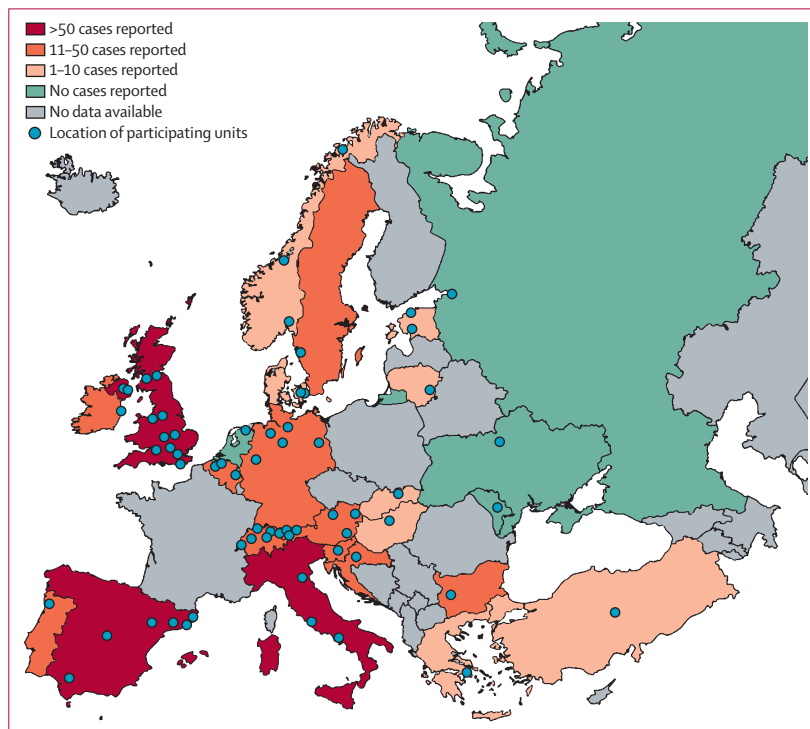 >50 cases reported
11–50 cases reported
1–10 cases reported
No cases reported
No data available
Location of participating units